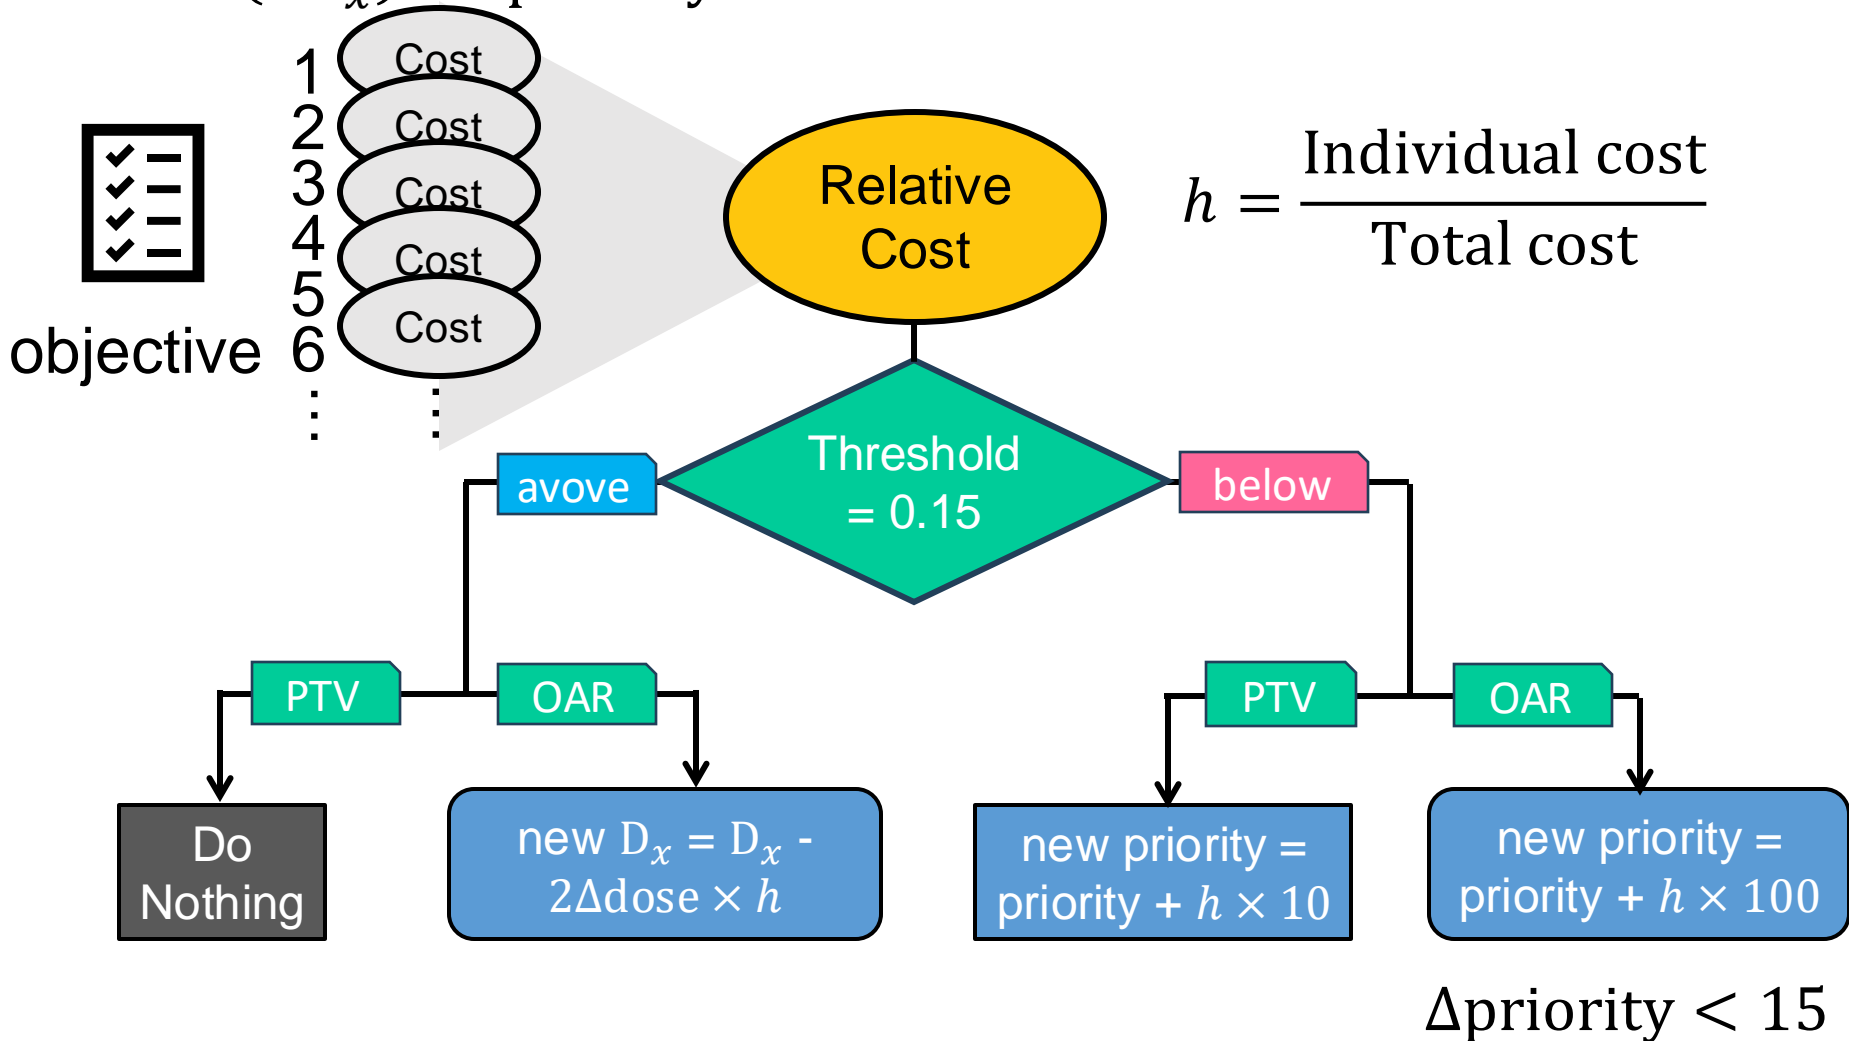 1
2
3
4
5
6
⋮
Cost
Cost
Cost
Cost
Cost
⋮
objective
Relative
Cost
h = Individual cost / Total cost
Threshold
= 0.15
avove
below
PTV
OAR
PTV
OAR
Do
Nothing
new Dₓ = Dₓ -
2Δdose × h
new priority =
priority + h × 10
new priority =
priority + h × 100
Δpriority < 15